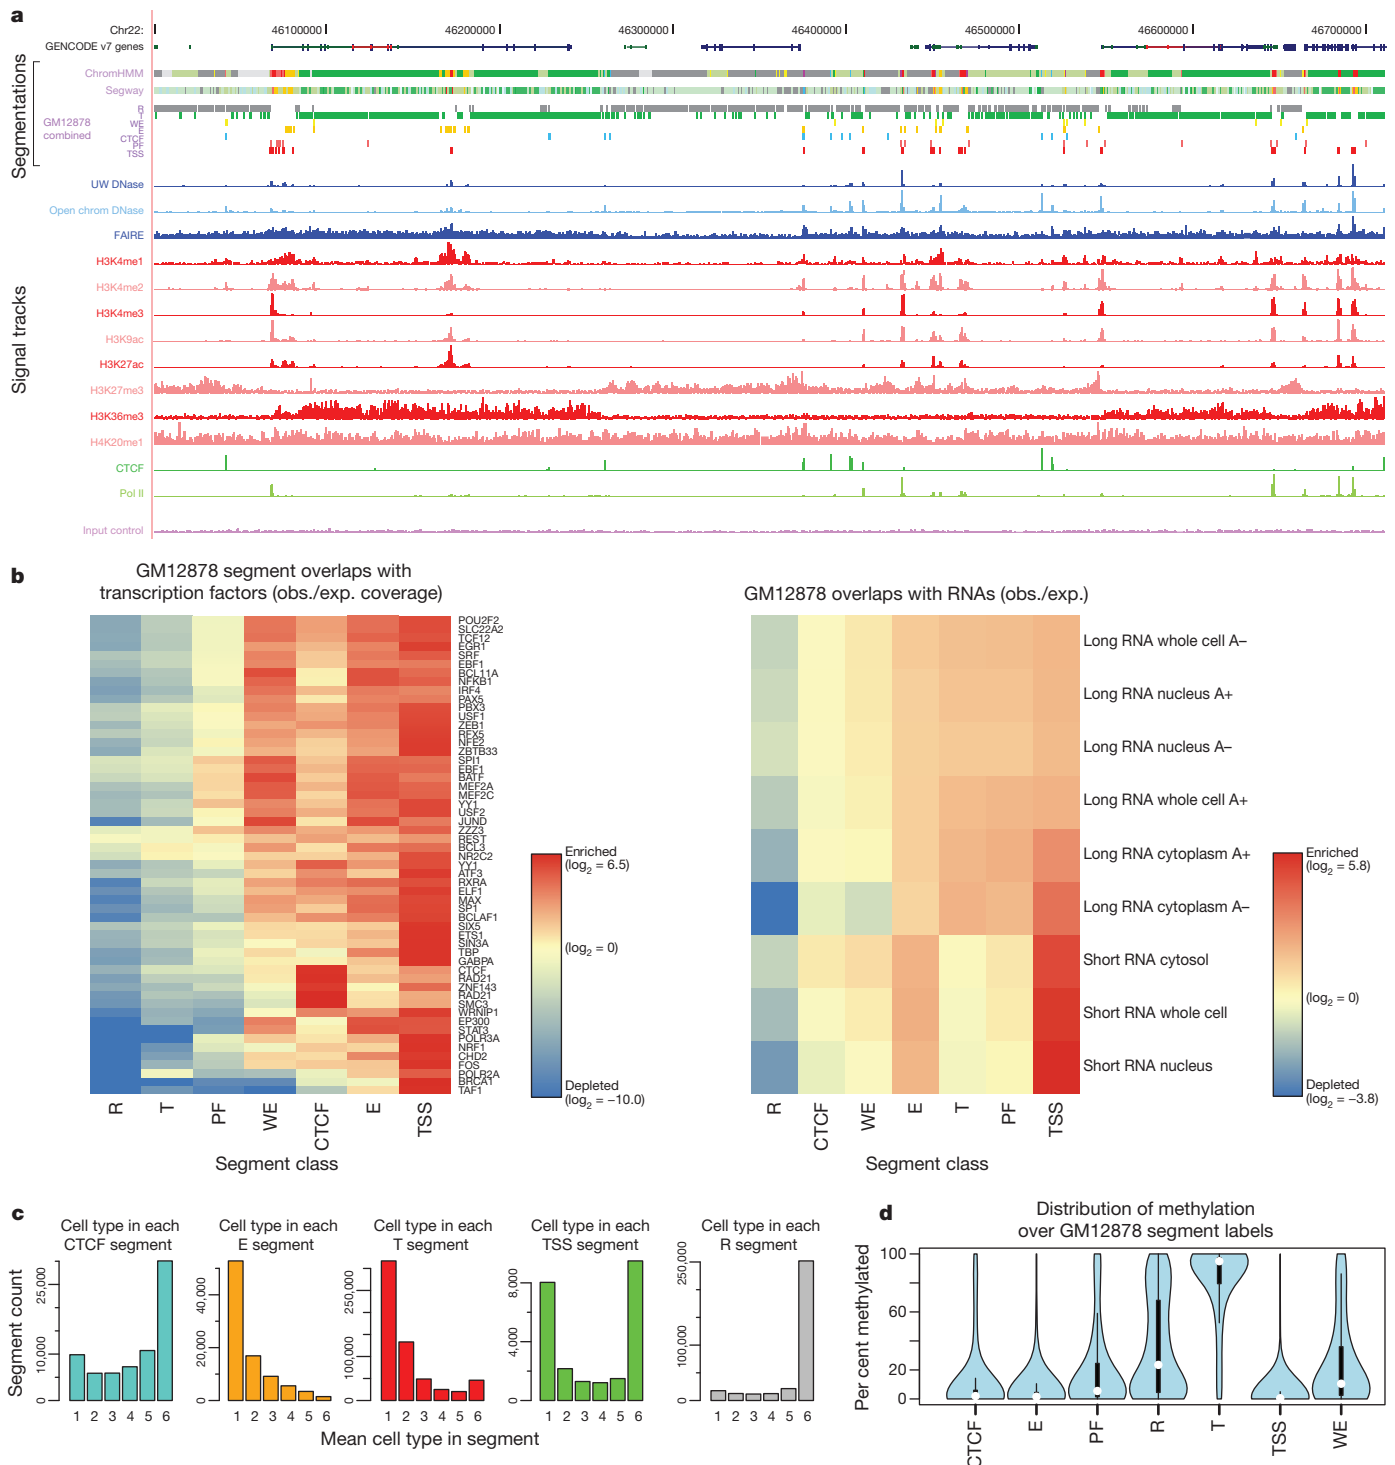 a
Chr22:
46100000
46200000
46300000
46400000
46500000
46600000
46700000
GENCODE v7 genes
Segmentations
ChromHMM
Segway
GM12878
combined
R
T
WE
E
CTCF
PF
TSS
Signal tracks
UW DNase
Open chrom DNase
FAIRE
H3K4me1
H3K4me2
H3K4me3
H3K9ac
H3K27ac
H3K27me3
H3K36me3
H4K20me1
CTCF
Pol II
Input control
b
GM12878 segment overlaps with
transcription factors (obs./exp. coverage)
POU2F2
SLC22A2
TCF12
EGR1
SRF
EBF1
BCL11A
NFKB1
IRF4
PAX5
PBX3
USF1
ZEB1
RFX5
NFE2
ZBTB33
SPI1
EBF1
BATF
MEF2A
MEF2C
YY1
USF2
JUND
ZZZ3
REST
BCL3
NR2C2
YY1
ATF3
RXRA
ELF1
MAX
SP1
BCLAF1
SIX5
ETS1
SIN3A
TBP
GABPA
CTCF
RAD21
ZNF143
RAD21
SMC3
WRNIP1
EP300
STAT3
POLR3A
NRF1
CHD2
FOS
POLR2A
BRCA1
TAF1
R
T
PF
WE
CTCF
E
TSS
Segment class
Enriched
(log2 = 6.5)
(log2 = 0)
Depleted
(log2 = −10.0)
GM12878 overlaps with RNAs (obs./exp.)
Long RNA whole cell A−
Long RNA nucleus A+
Long RNA nucleus A−
Long RNA whole cell A+
Long RNA cytoplasm A+
Long RNA cytoplasm A−
Short RNA cytosol
Short RNA whole cell
Short RNA nucleus
R
CTCF
WE
E
T
PF
TSS
Segment class
Enriched
(log2 = 5.8)
(log2 = 0)
Depleted
(log2 = −3.8)
c
Segment count
Cell type in each
CTCF segment
25,000
10,000
0
1 2 3 4 5 6
Cell type in each
E segment
40,000
20,000
0
1 2 3 4 5 6
Cell type in each
T segment
250,000
100,000
0
1 2 3 4 5 6
Cell type in each
TSS segment
8,000
4,000
0
1 2 3 4 5 6
Cell type in each
R segment
250,000
100,000
0
1 2 3 4 5 6
Mean cell type in segment
d
Distribution of methylation
over GM12878 segment labels
Per cent methylated
100
60
20
0
CTCF
E
PF
R
T
TSS
WE